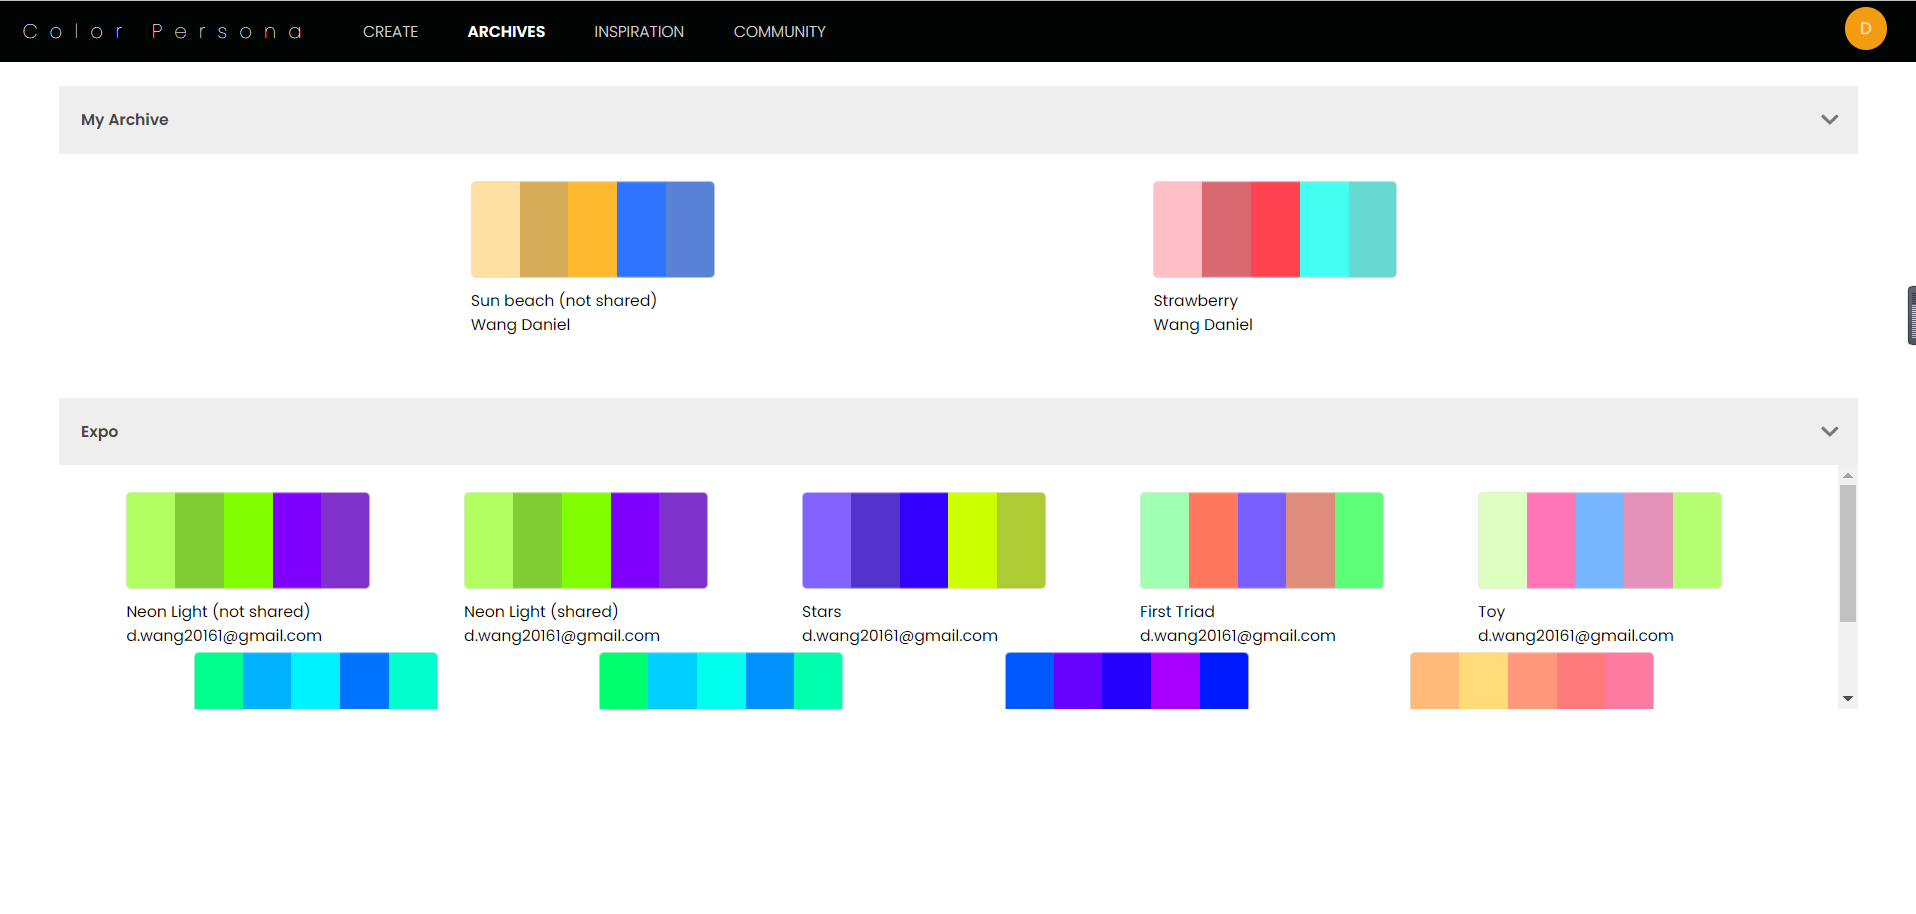 Color Persona
CREATE
ARCHIVES
INSPIRATION
COMMUNITY
D
My Archive
Sun beach (not shared)
Wang Daniel
Strawberry
Wang Daniel
Expo
Neon Light (not shared)
d.wang20161@gmail.com
Neon Light (shared)
d.wang20161@gmail.com
Stars
d.wang20161@gmail.com
First Triad
d.wang20161@gmail.com
Toy
d.wang20161@gmail.com